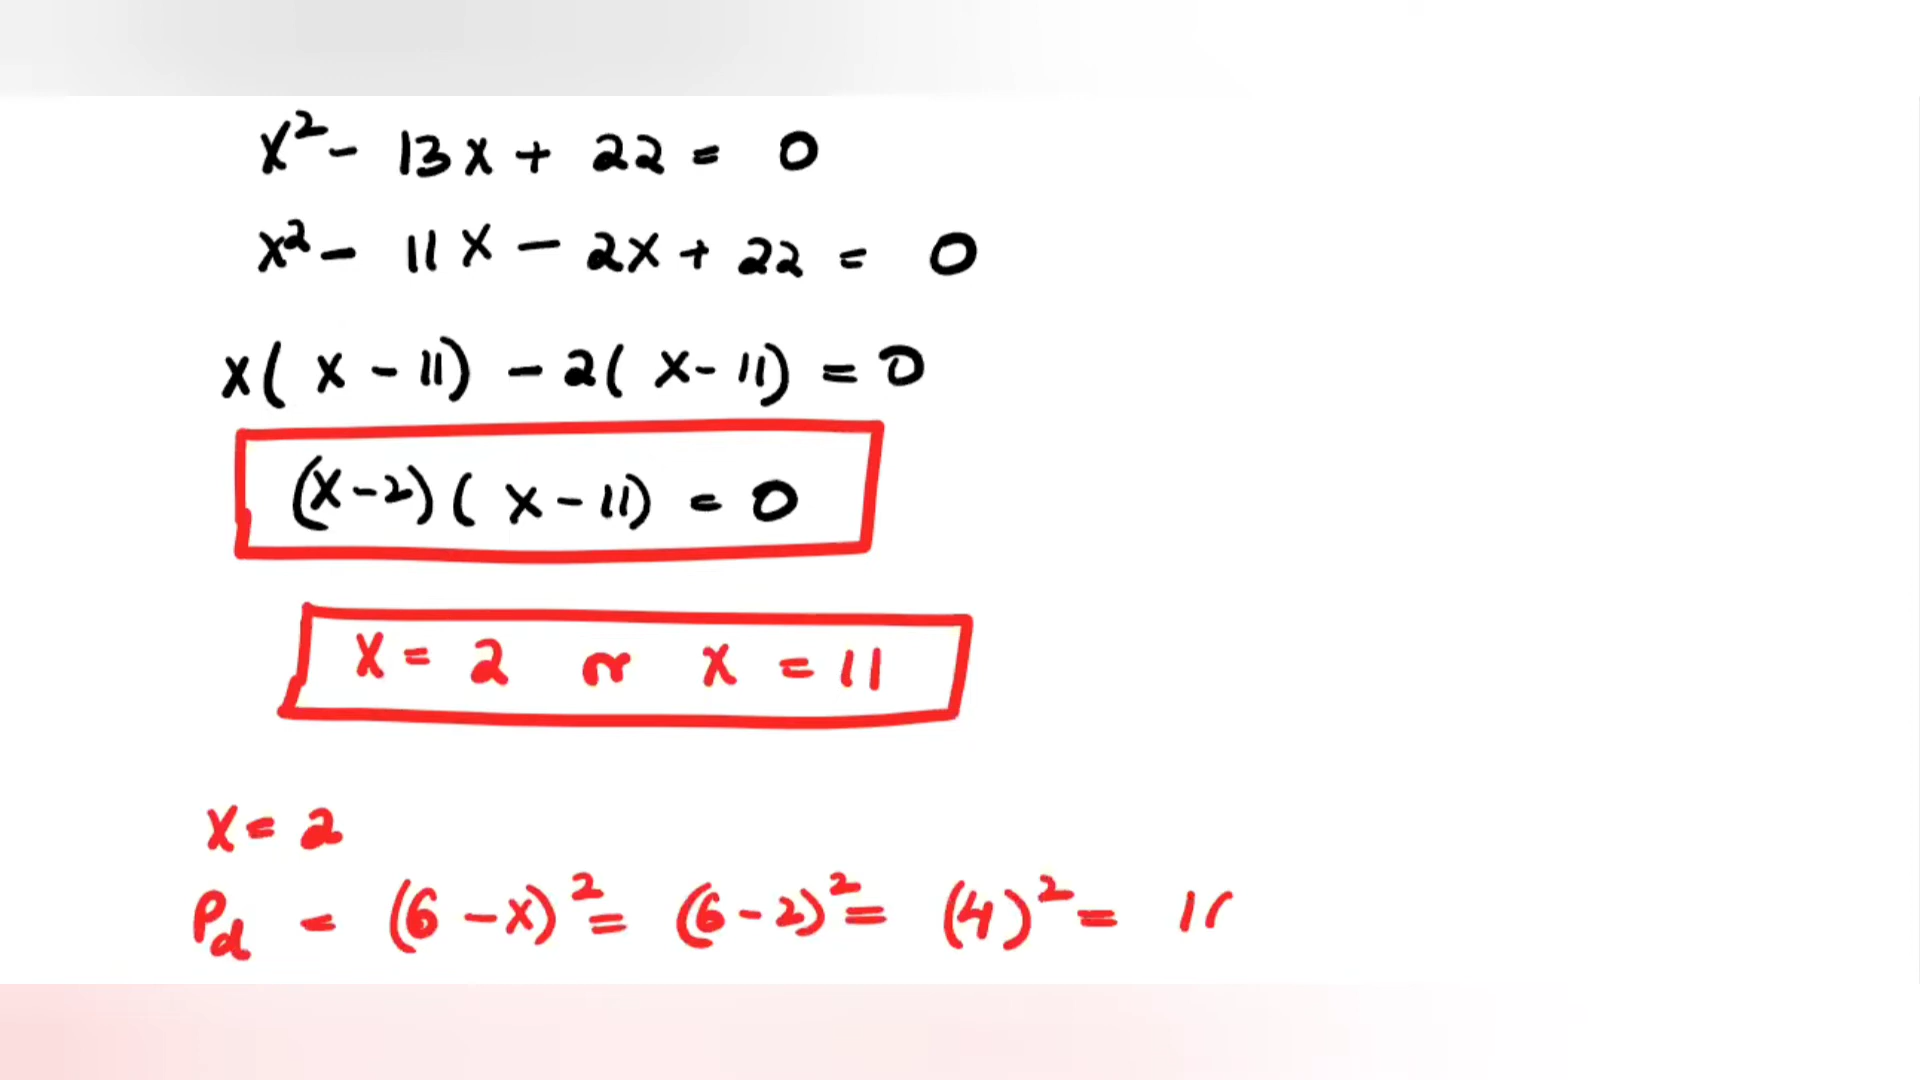 x² - 13x + 22 = 0
x² - 11x - 2x + 22 = 0
x(x - 11) - 2(x - 11) = 0
(x - 2)(x - 11) = 0
x = 2 or x = 11
x = 2
Pd = (6 - x)² = (6 - 2)² = (4)² =